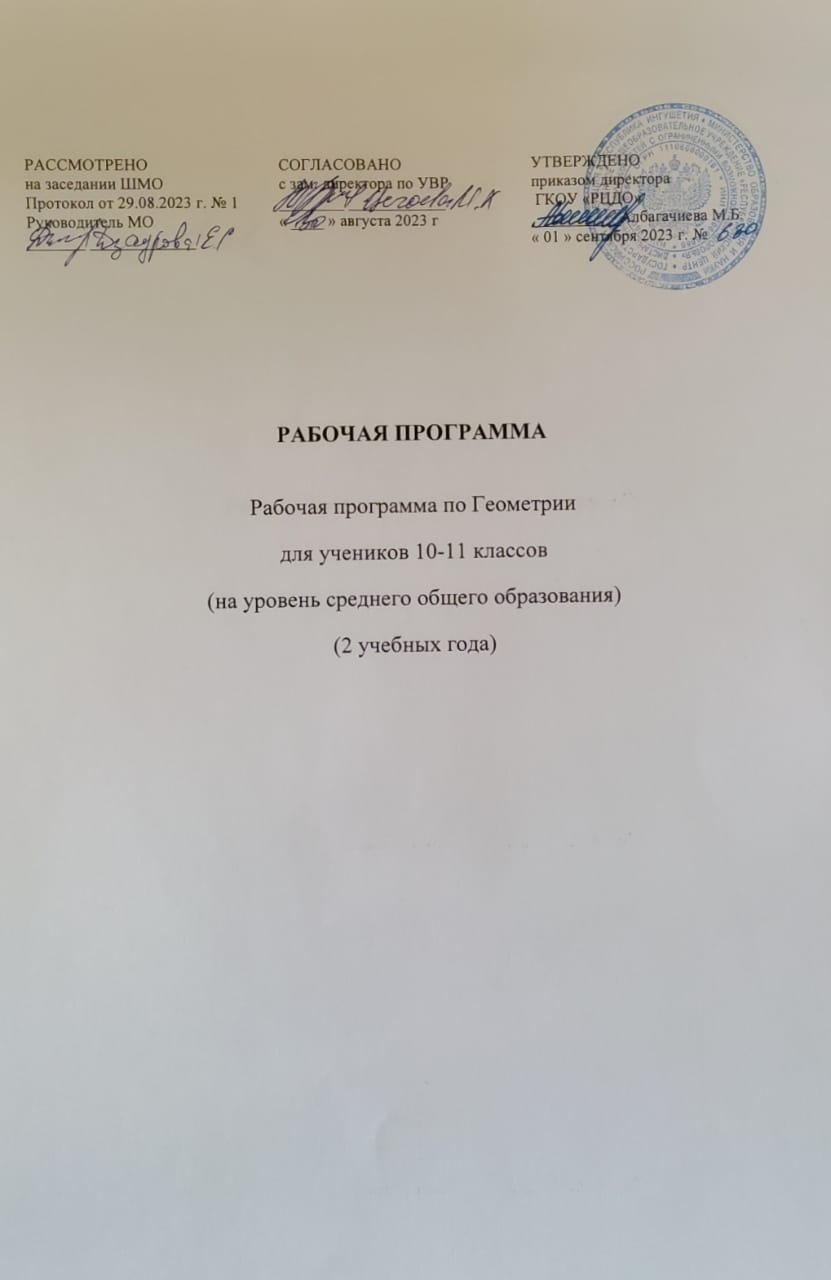 РАССМОТРЕНО
на заседании ШМО
Протокол от 29.08.2023 г. № 1
Руководитель МО
Дзаурова Е.С
СОГЛАСОВАНО
с зам. директора по УВР
» августа 2023 г
УТВЕРЖДЕНО
приказом директора
ГКОУ «РЦДО»
Албагачиева М.Б.
« 01 » сентября 2023 г. №
РАБОЧАЯ ПРОГРАММА
Рабочая программа по Геометрии
для учеников 10-11 классов
(на уровень среднего общего образования)
(2 учебных года)